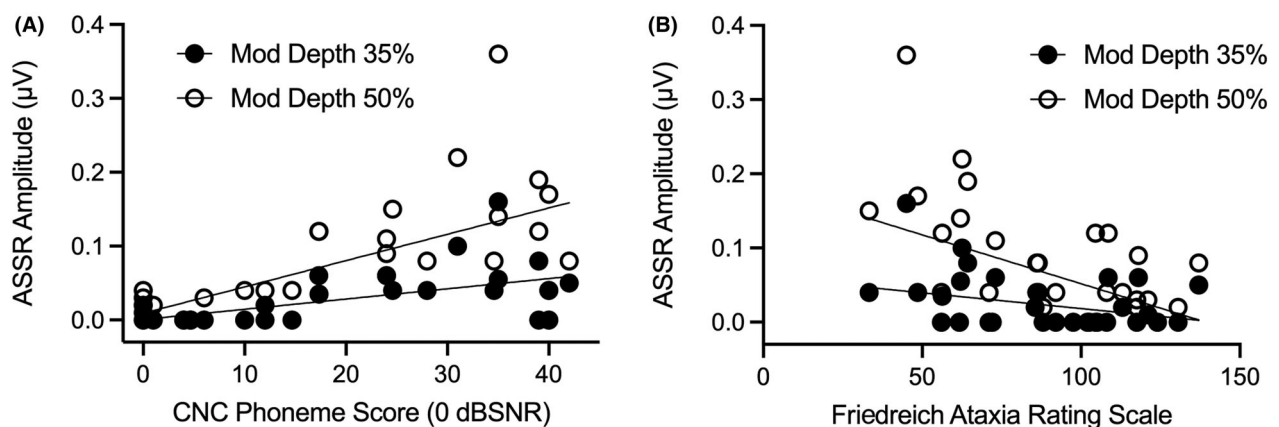 (A)
ASSR Amplitude (μV)
0.4
0.3
0.2
0.1
0.0
Mod Depth 35%
Mod Depth 50%
0 10 20 30 40
CNC Phoneme Score (0 dBSNR)
(B)
ASSR Amplitude (μV)
0.4
0.3
0.2
0.1
0.0
Mod Depth 35%
Mod Depth 50%
0 50 100 150
Friedreich Ataxia Rating Scale